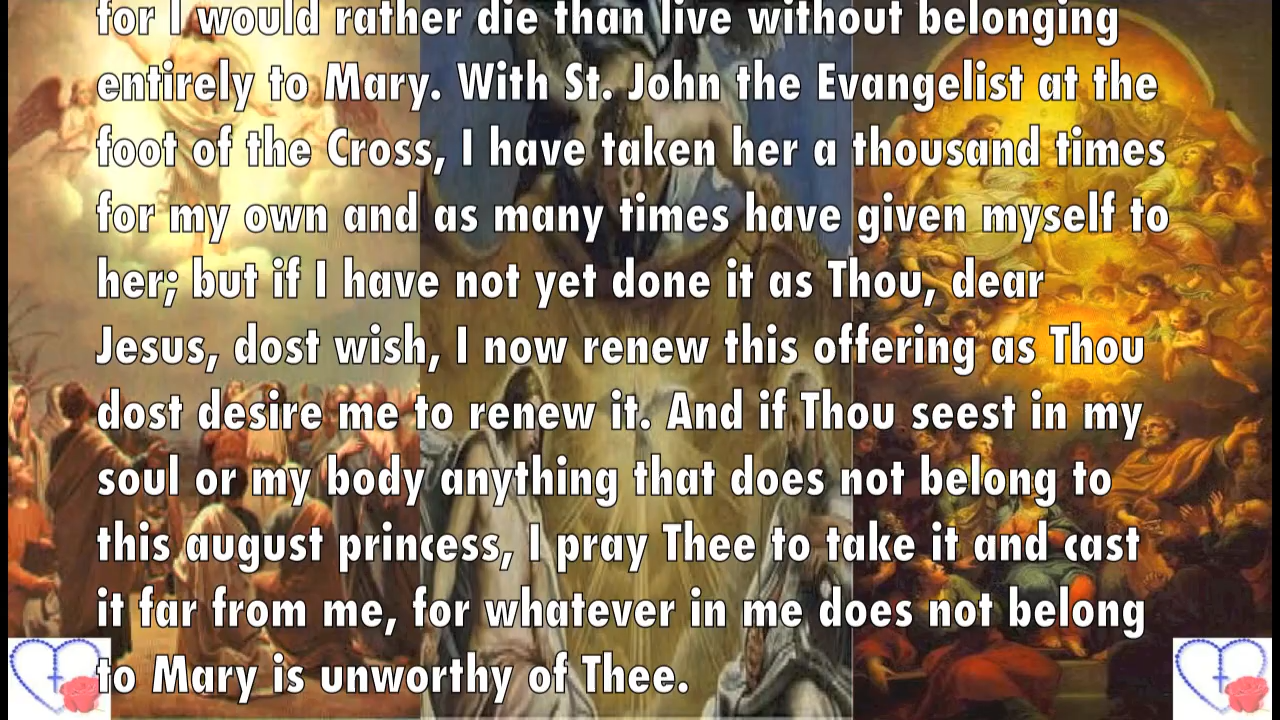 for I would rather die than live without belonging
entirely to Mary. With St. John the Evangelist at the
foot of the Cross, I have taken her a thousand times
for my own and as many times have given myself to
her; but if I have not yet done it as Thou, dear
Jesus, dost wish, I now renew this offering as Thou
dost desire me to renew it. And if Thou seest in my
soul or my body anything that does not belong to
this august princess, I pray Thee to take it and cast
it far from me, for whatever in me does not belong
to Mary is unworthy of Thee.